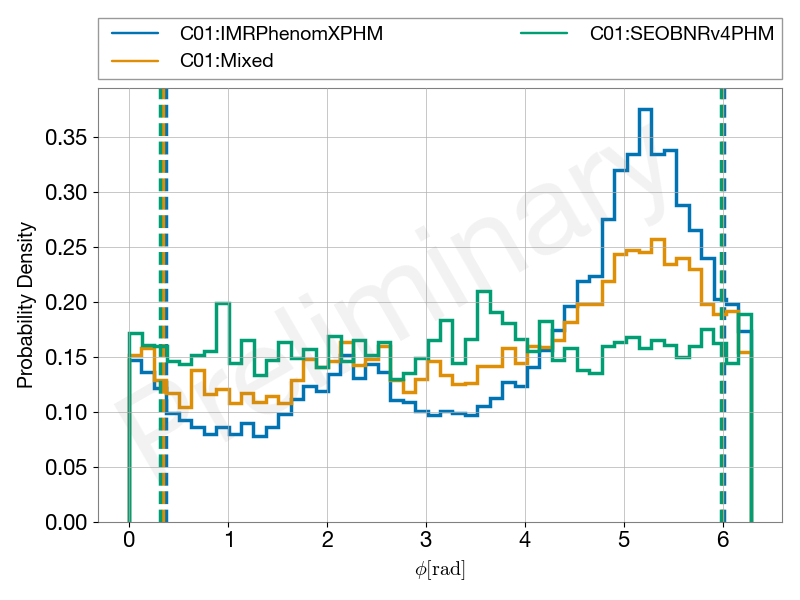 C01:IMRPhenomXPHM
C01:Mixed
C01:SEOBNRv4PHM
Preliminary
Probability Density
0.35
0.30
0.25
0.20
0.15
0.10
0.05
0.00
0 1 2 3 4 5 6
ϕ[rad]